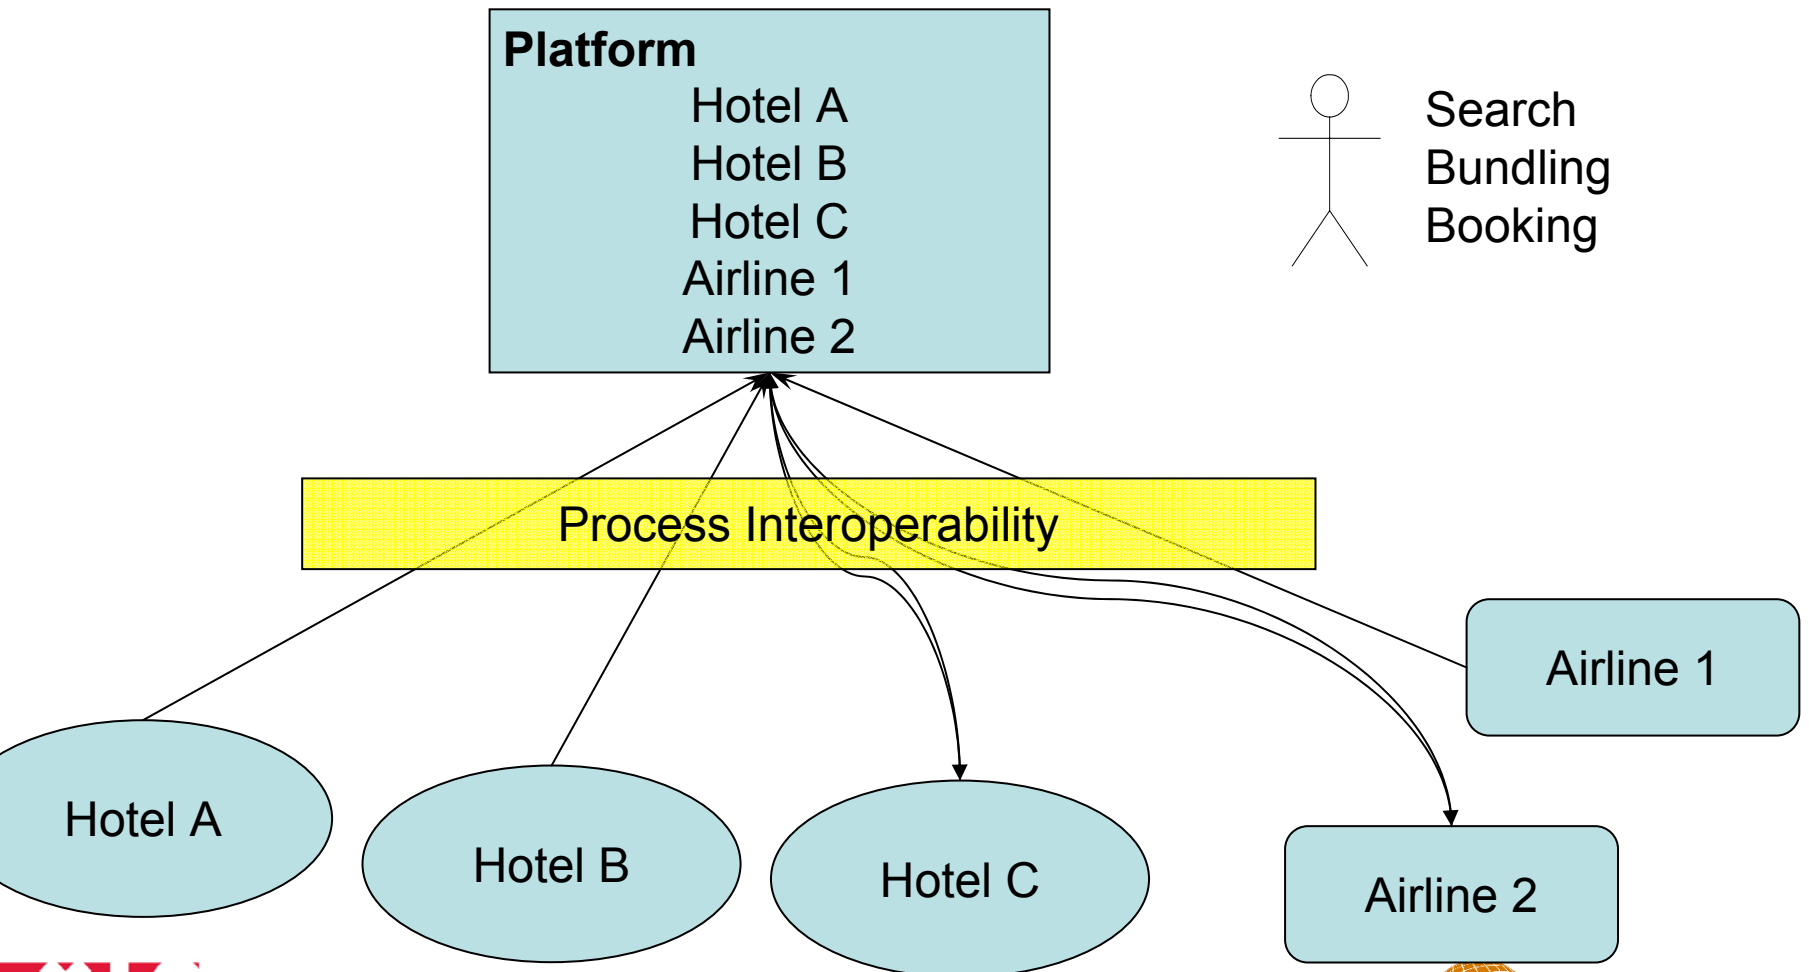 Platform
Hotel A
Hotel B
Hotel C
Airline 1
Airline 2
Search
Bundling
Booking
Process Interoperability
Airline 1
Hotel A
Hotel B
Hotel C
Airline 2